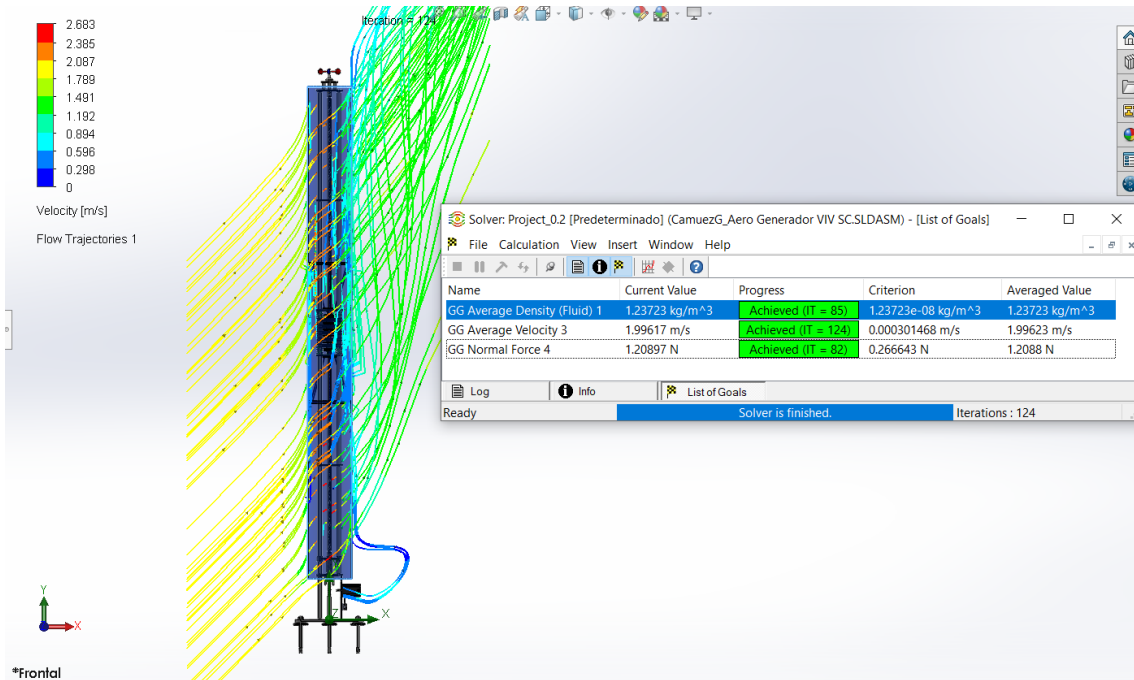 Iteration = 124
2.683
2.385
2.087
1.789
1.491
1.192
0.894
0.596
0.298
0
Velocity [m/s]
Flow Trajectories 1
Solver: Project_0.2 [Predeterminado] (CamuezG_Aero Generador VIV SC.SLDASM) - [List of Goals]
File Calculation View Insert Window Help
Name Current Value Progress Criterion Averaged Value
GG Average Density (Fluid) 1 1.23723 kg/m^3 Achieved (IT = 85) 1.23723e-08 kg/m^3 1.23723 kg/m^3
GG Average Velocity 3 1.99617 m/s Achieved (IT = 124) 0.000301468 m/s 1.99623 m/s
GG Normal Force 4 1.20897 N Achieved (IT = 82) 0.266643 N 1.2088 N
Log Info List of Goals
Ready Solver is finished. Iterations : 124
Y
Z X
Y
X
*Frontal